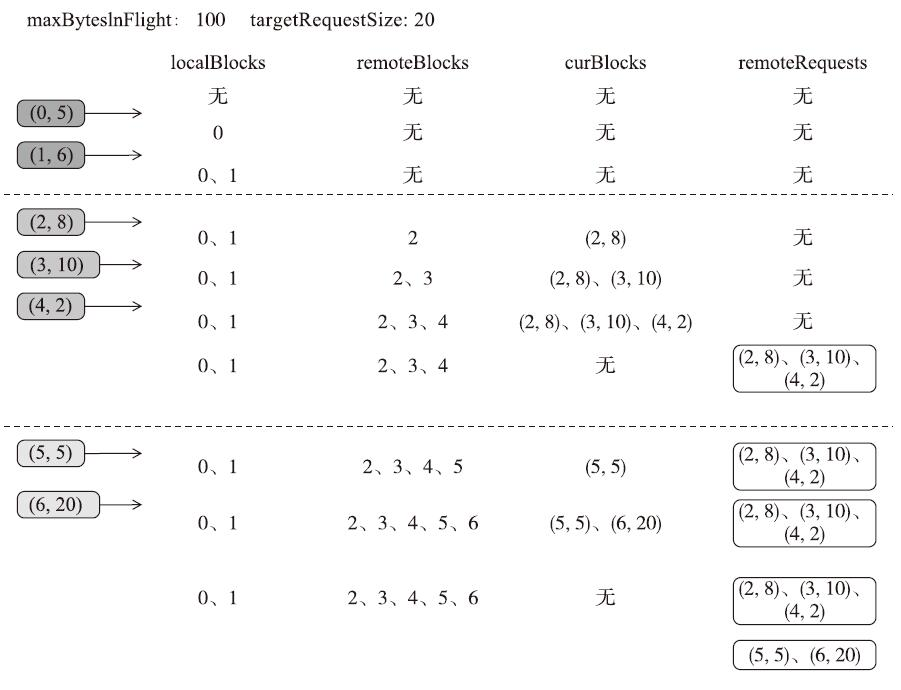 maxBytesInFlight: 100 targetRequestSize: 20
localBlocks remoteBlocks curBlocks remoteRequests
无 无 无 无
(0, 5)
0 无 无 无
(1, 6)
0、1 无 无 无
(2, 8)
0、1 2 (2, 8) 无
(3, 10)
0、1 2、3 (2, 8)、(3, 10) 无
(4, 2)
0、1 2、3、4 (2, 8)、(3, 10)、(4, 2) 无
0、1 2、3、4 无 (2, 8)、(3, 10)、
(4, 2)
(5, 5)
0、1 2、3、4、5 (5, 5) (2, 8)、(3, 10)、
(4, 2)
(6, 20)
0、1 2、3、4、5、6 (5, 5)、(6, 20) (2, 8)、(3, 10)、
(4, 2)
0、1 2、3、4、5、6 无 (2, 8)、(3, 10)、
(4, 2)
(5, 5)、(6, 20)